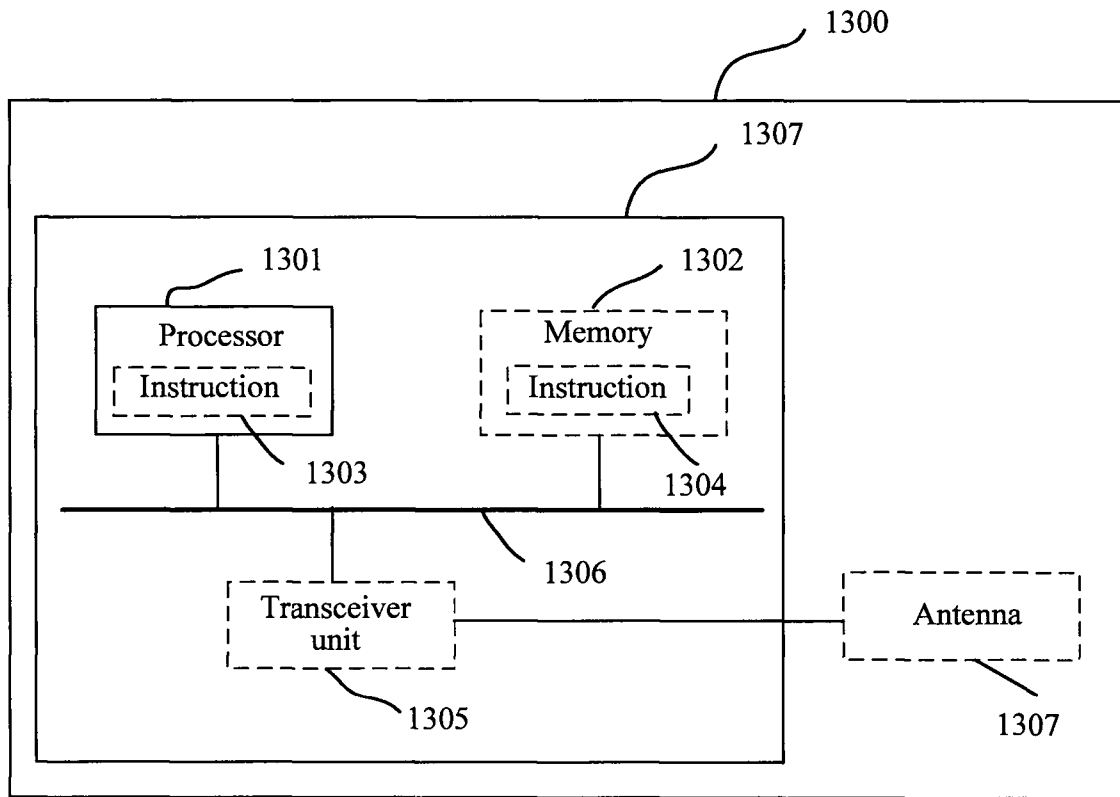 1300
1307
1301
1302
Processor
Memory
Instruction
Instruction
1303
1304
1306
Transceiver
unit
Antenna
1305
1307